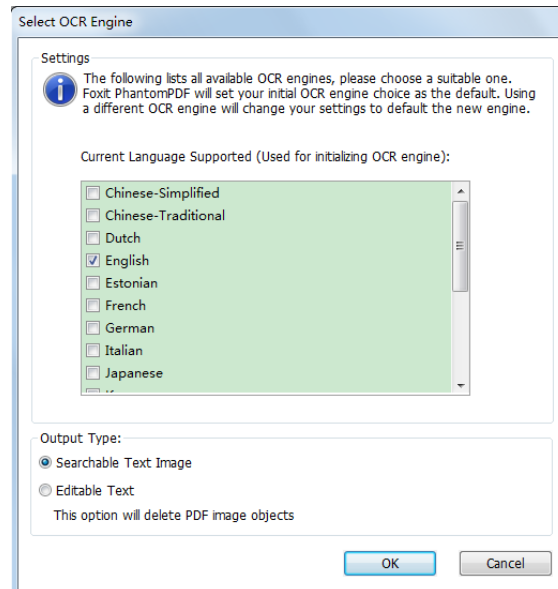 Select OCR Engine
Settings
The following lists all available OCR engines, please choose a suitable one.
Foxit PhantomPDF will set your initial OCR engine choice as the default. Using
a different OCR engine will change your settings to default the new engine.
Current Language Supported (Used for initializing OCR engine):
Chinese-Simplified
Chinese-Traditional
Dutch
English
Estonian
French
German
Italian
Japanese
Output Type:
Searchable Text Image
Editable Text
This option will delete PDF image objects
OK
Cancel